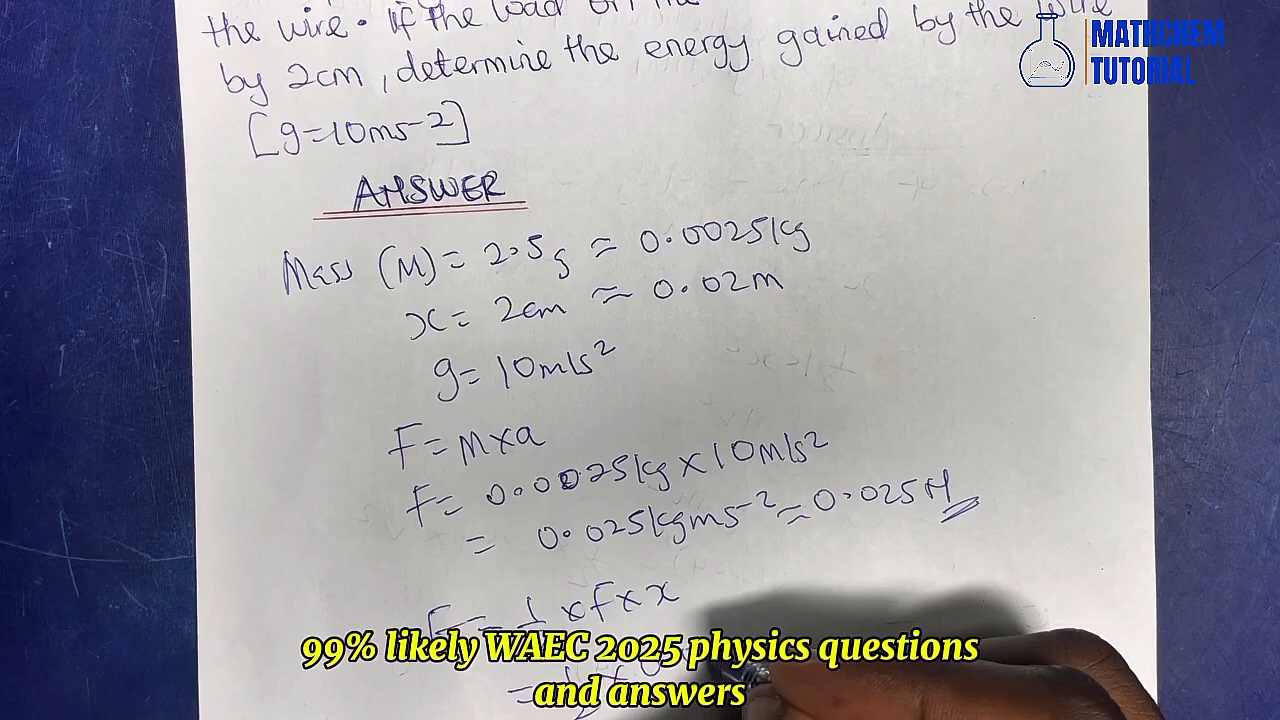 the wire. If the load
by 2cm, determine the energy gained by the wire
[g=10ms-2]
ANSWER
Mass (M) = 2.5g ≈ 0.0025kg
x = 2cm ≈ 0.02m
g = 10m/s²
F = m x a
F = 0.0025kg x 10m/s²
= 0.025kgms⁻² ≈ 0.025N
E = 1 x F x x
MATHCHEM
TUTORIAL
99% likely WAEC 2025 physics questions
and answers